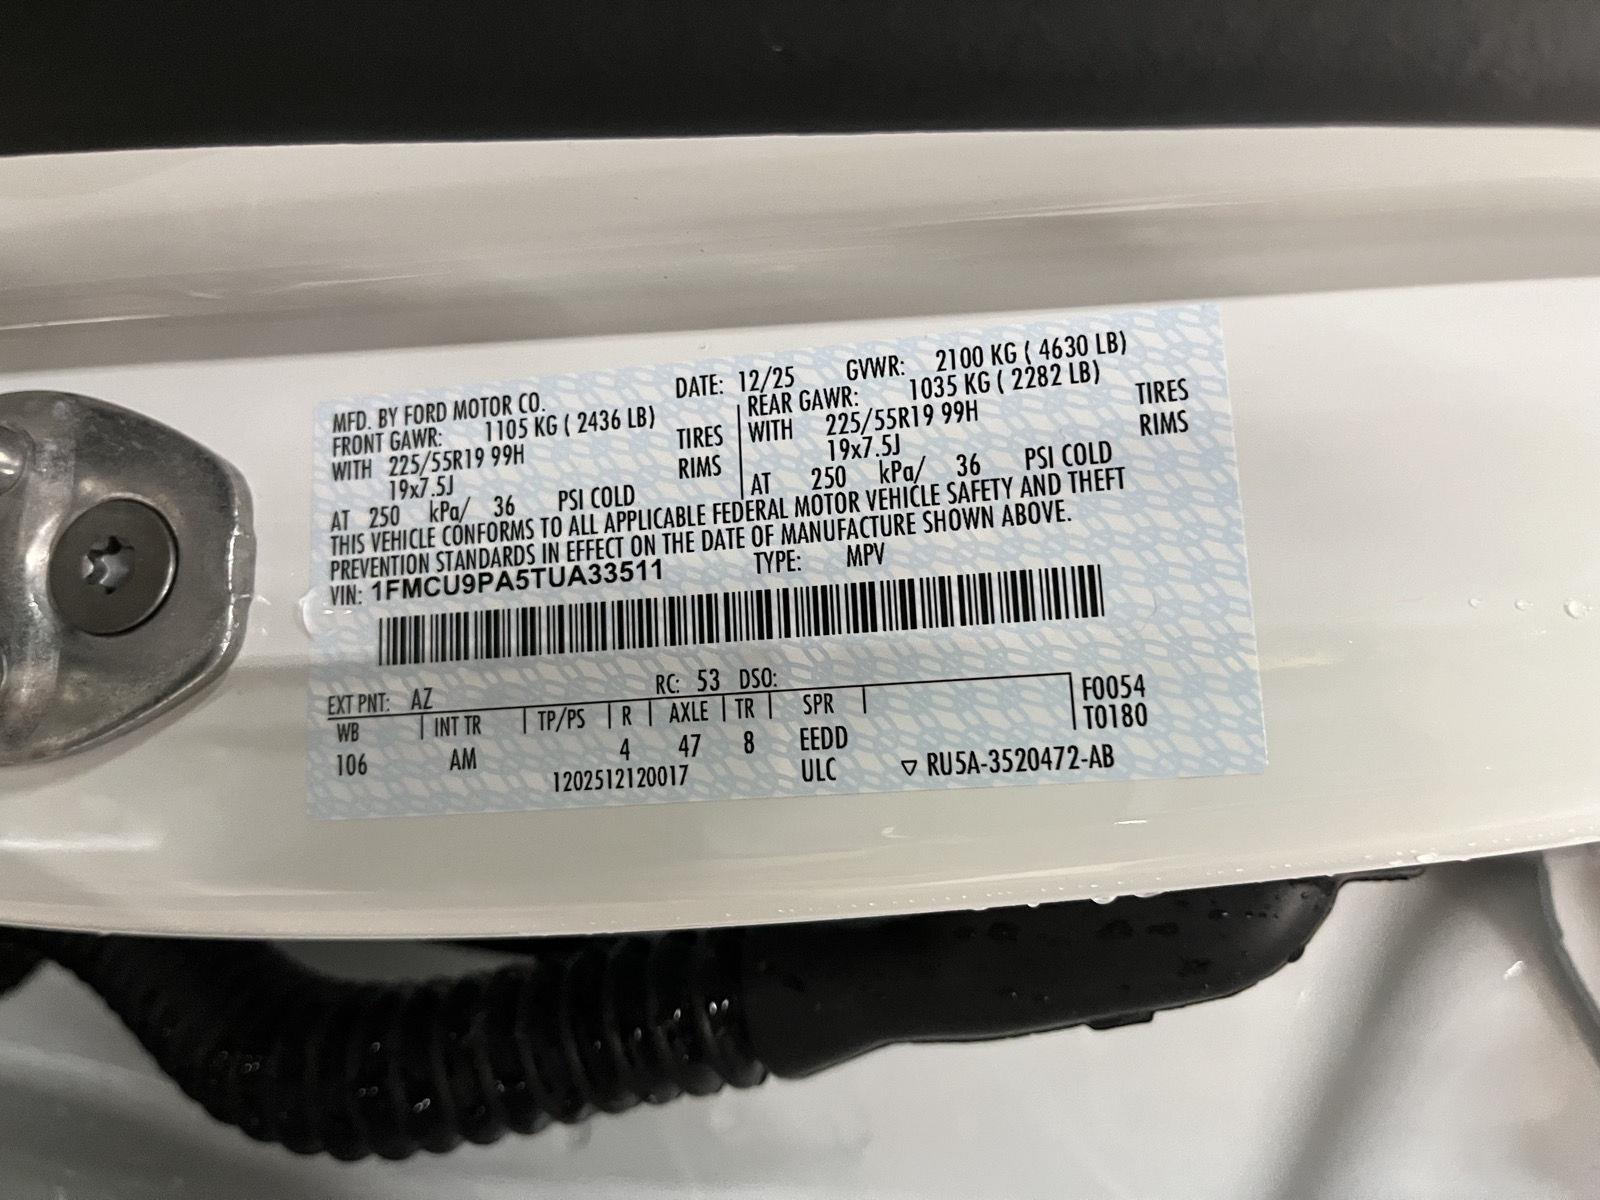 MFD. BY FORD MOTOR CO. DATE: 12/25 GVWR: 2100 KG ( 4630 LB)
FRONT GAWR: 1105 KG ( 2436 LB) REAR GAWR: 1035 KG ( 2282 LB)
WITH 225/55R19 99H TIRES WITH 225/55R19 99H TIRES
19x7.5J RIMS 19x7.5J RIMS
AT 250 kPa/ 36 PSI COLD AT 250 kPa/ 36 PSI COLD
THIS VEHICLE CONFORMS TO ALL APPLICABLE FEDERAL MOTOR VEHICLE SAFETY AND THEFT
PREVENTION STANDARDS IN EFFECT ON THE DATE OF MANUFACTURE SHOWN ABOVE.
VIN: 1FMCU9PA5TUA33511 TYPE: MPV
EXT PNT: AZ RC: 53 DSO:
WB INT TR TP/PS R AXLE TR SPR F0054
T0180
106 AM 4 47 8 EEDD
1202512120017 ULC ▽ RU5A-3520472-AB